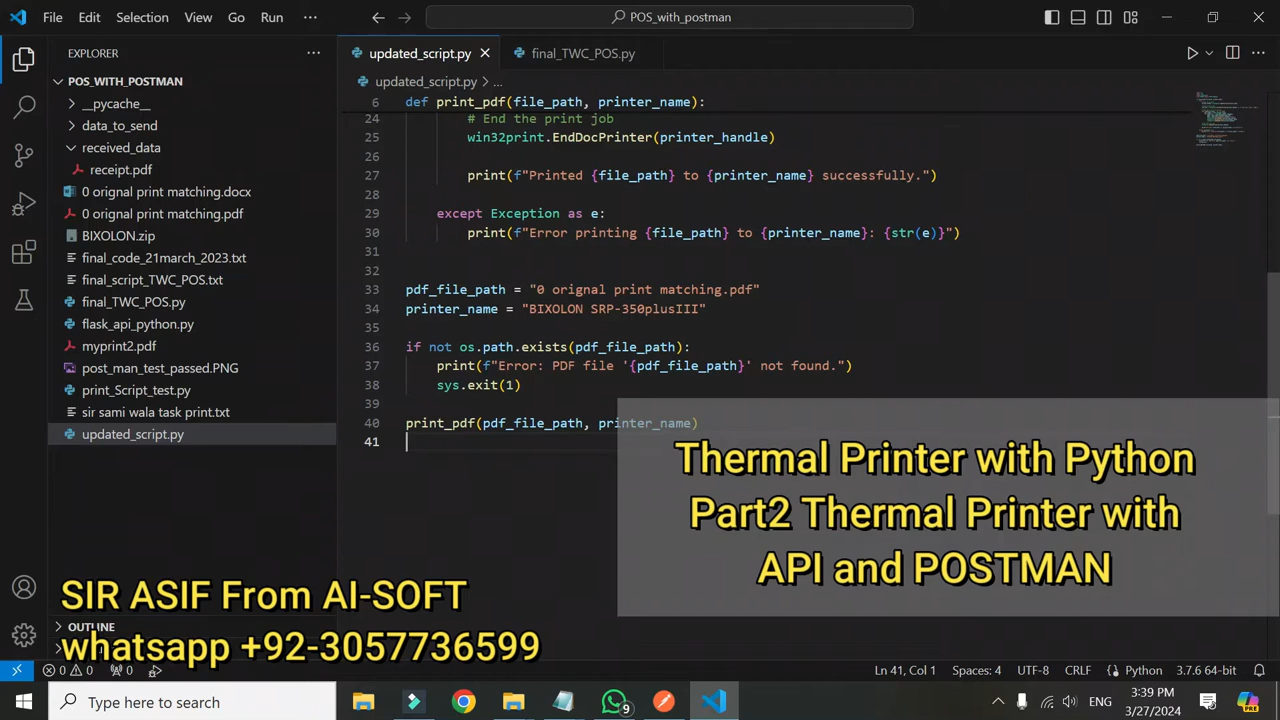 File Edit Selection View Go Run ··· POS_with_postman
EXPLORER ···
POS_WITH_POSTMAN
__pycache__
data_to_send
received_data
receipt.pdf
0 orignal print matching.docx
0 orignal print matching.pdf
BIXOLON.zip
final_code_21march_2023.txt
final_script_TWC_POS.txt
final_TWC_POS.py
flask_api_python.py
myprint2.pdf
post_man_test_passed.PNG
print_Script_test.py
sir sami wala task print.txt
updated_script.py
OUTLINE
updated_script.py final_TWC_POS.py
updated_script.py > ...
6 def print_pdf(file_path, printer_name):
24 # End the print job
25 win32print.EndDocPrinter(printer_handle)
26
27 print(f"Printed {file_path} to {printer_name} successfully.")
28
29 except Exception as e:
30 print(f"Error printing {file_path} to {printer_name}: {str(e)}")
31
32
33 pdf_file_path = "0 orignal print matching.pdf"
34 printer_name = "BIXOLON SRP-350plusIII"
35
36 if not os.path.exists(pdf_file_path):
37 print(f"Error: PDF file '{pdf_file_path}' not found.")
38 sys.exit(1)
39
40 print_pdf(pdf_file_path, printer_name)
41
Thermal Printer with Python
Part2 Thermal Printer with
API and POSTMAN
SIR ASIF From AI-SOFT
whatsapp +92-3057736599
0 0 0 Ln 41, Col 1 Spaces: 4 UTF-8 CRLF Python 3.7.6 64-bit
Type here to search 9 ENG 3:39 PM
3/27/2024
PRE